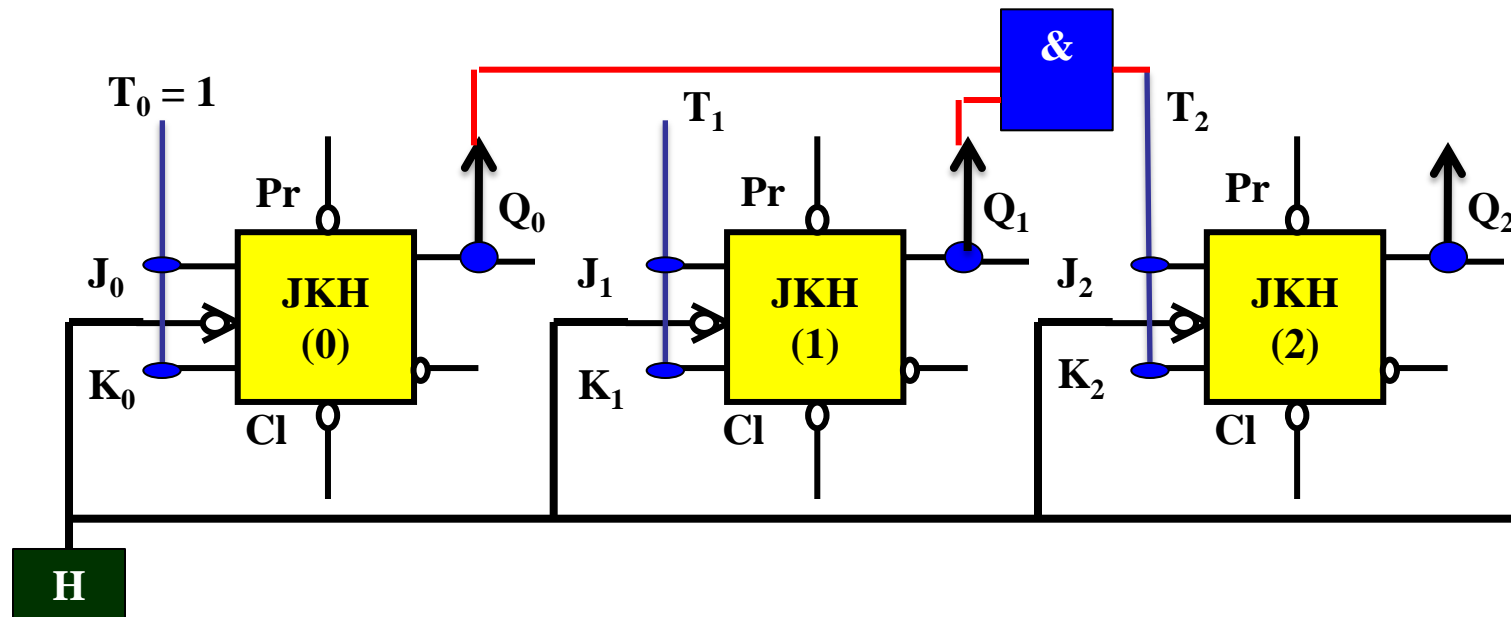 &
T₀ = 1
T₁
T₂
Pr
Q₀
Pr
Q₁
Pr
Q₂
J₀
JKH
(0)
K₀
Cl
J₁
JKH
(1)
K₁
Cl
J₂
JKH
(2)
K₂
Cl
H